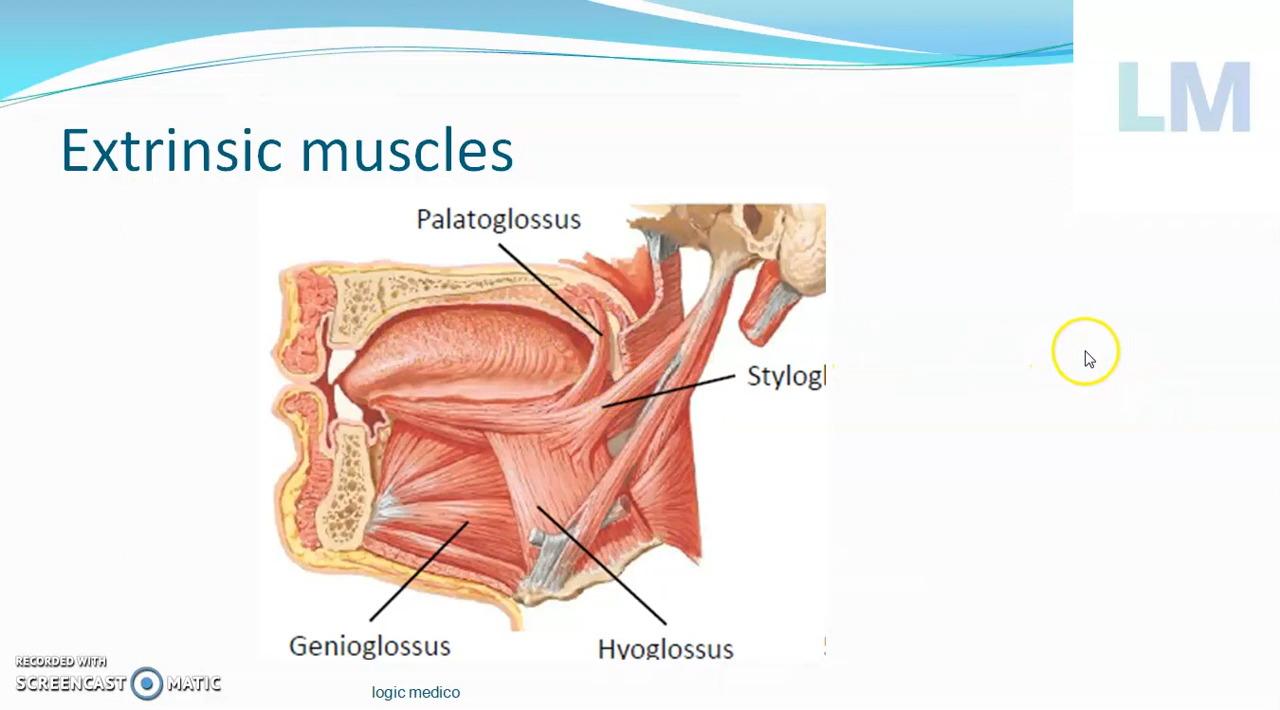 LM
Extrinsic muscles
Palatoglossus
Stylogl
Genioglossus
Hyoglossus
RECORDED WITH
SCREENCAST MATIC
logic medico